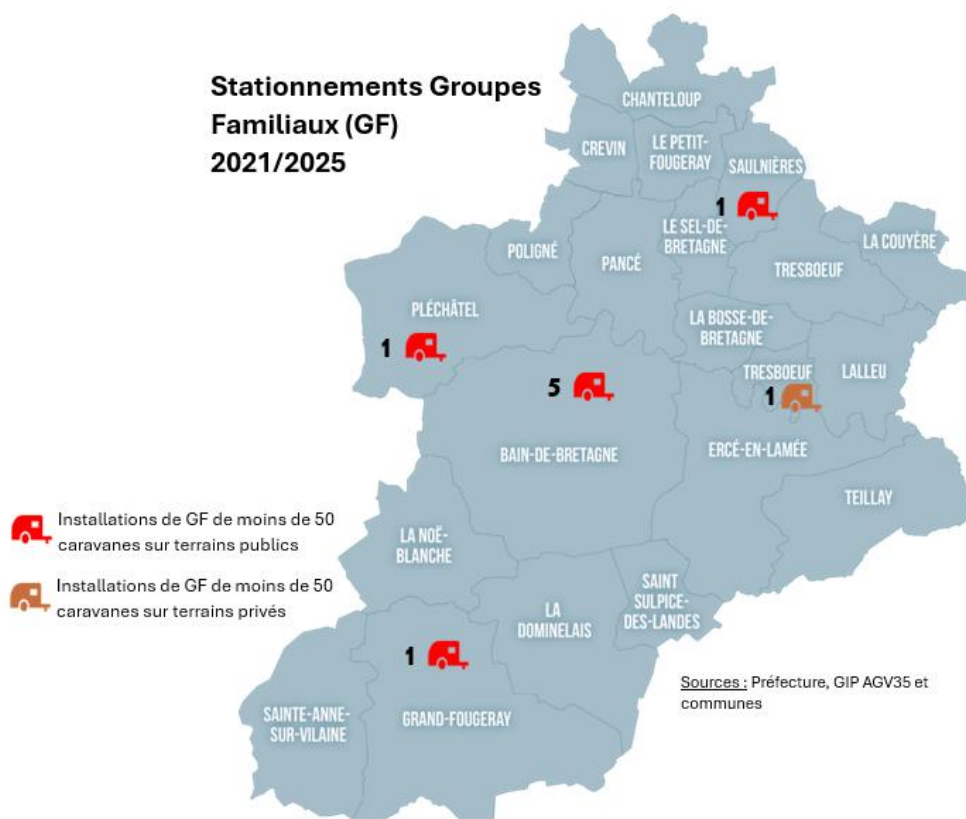 Stationnements Groupes
Familiaux (GF)
2021/2025
CHANTELOUP
CREVIN
LE PETIT-
FOUGERAY
SAULNIÈRES
1
LE SEL-DE-
BRETAGNE
LA COUYÈRE
POLIGNÉ
PANCÉ
TRESBOEUF
PLÉCHÂTEL
1
LA BOSSE-DE-
BRETAGNE
TRESBOEUF
1
LALLEU
5
BAIN-DE-BRETAGNE
ERCÉ-EN-LAMÉE
TEILLAY
Installations de GF de moins de 50
caravanes sur terrains publics
Installations de GF de moins de 50
caravanes sur terrains privés
LA NOË-
BLANCHE
SAINT
SULPICE-
DES-LANDES
LA
DOMINELAIS
1
SAINTE-ANNE-
SUR-VILAINE
GRAND-FOUGERAY
Sources : Préfecture, GIP AGV35 et
communes